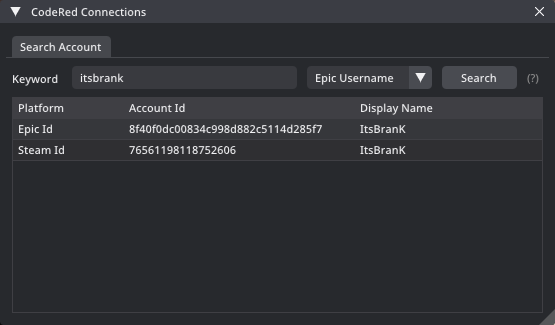 CodeRed Connections
Search Account
Keyword itsbrank Epic Username Search (?)
Platform Account Id Display Name
Epic Id 8f40f0dc00834c998d882c5114d285f7 ItsBranK
Steam Id 76561198118752606 ItsBranK